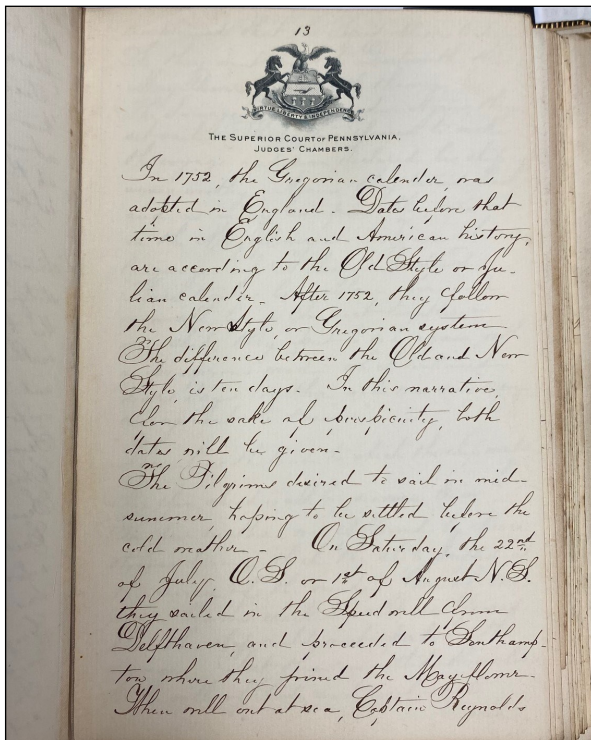 13
VIRTUE LIBERTY & INDEPENDENCE
THE SUPERIOR COURT OF PENNSYLVANIA.
JUDGES' CHAMBERS.
In 1752, the Gregorian calender, was
adopted in England. Dates before that
time in English and American history,
are according to the Old Style or Ju-
lian calender. After 1752, they follow
the New Style, or Gregorian system
The difference between the Old and New
Style, is ten days. In this narrative,
for the sake of perspicuity, both
dates will be given.
The Pilgrims desired to sail in mid-
summer, hoping to be settled before the
cold weather. On Saturday, the 22nd
of July, O.S. or 1st of August N.S.
they sailed in the Speedwell from
Delfthaven, and proceeded to Southamp-
ton where they joined the Mayflower.
When well out at sea, Captain Reynolds